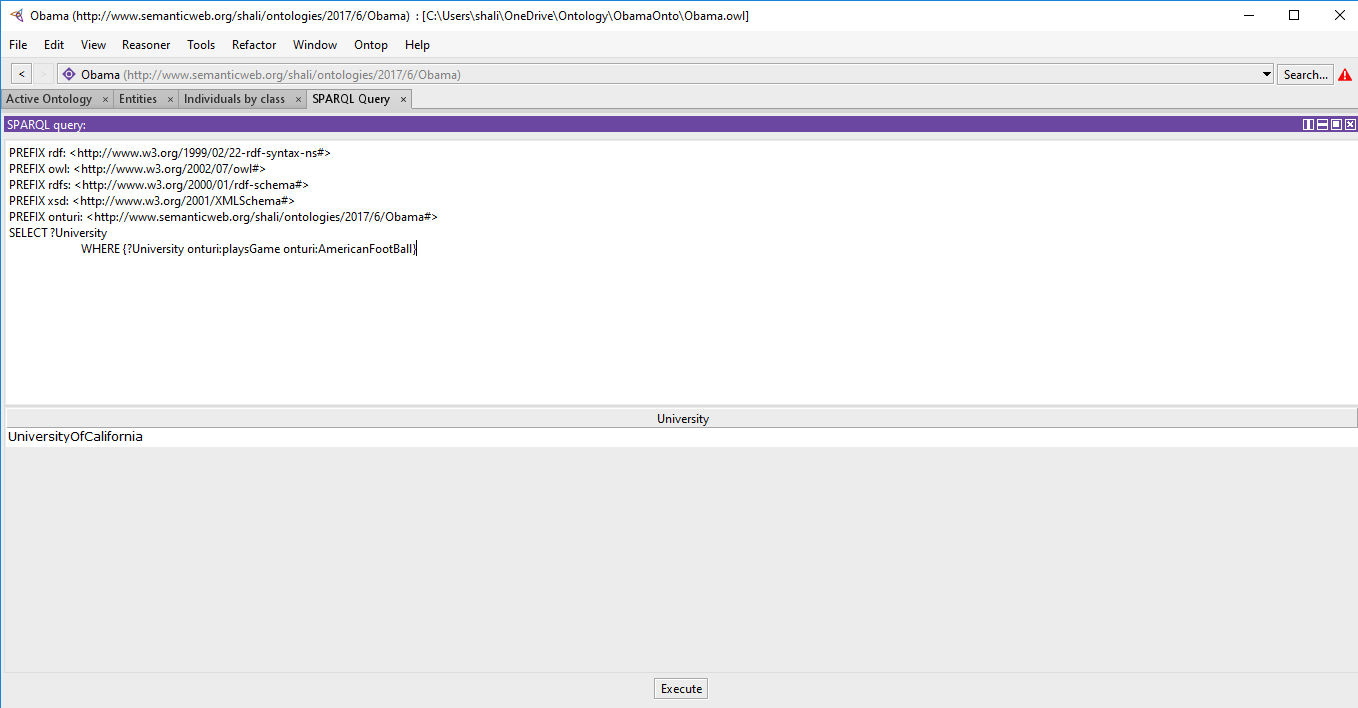 Obama (http://www.semanticweb.org/shali/ontologies/2017/6/Obama) : [C:\Users\shali\OneDrive\Ontology\ObamaOnto\Obama.owl]
File Edit View Reasoner Tools Refactor Window Ontop Help
< > Obama (http://www.semanticweb.org/shali/ontologies/2017/6/Obama) Search...
Active Ontology × Entities × Individuals by class × SPARQL Query ×
SPARQL query:
PREFIX rdf: <http://www.w3.org/1999/02/22-rdf-syntax-ns#>
PREFIX owl: <http://www.w3.org/2002/07/owl#>
PREFIX rdfs: <http://www.w3.org/2000/01/rdf-schema#>
PREFIX xsd: <http://www.w3.org/2001/XMLSchema#>
PREFIX onturi: <http://www.semanticweb.org/shali/ontologies/2017/6/Obama#>
SELECT ?University
WHERE {?University onturi:playsGame onturi:AmericanFootBall}
University
UniversityOfCalifornia
Execute